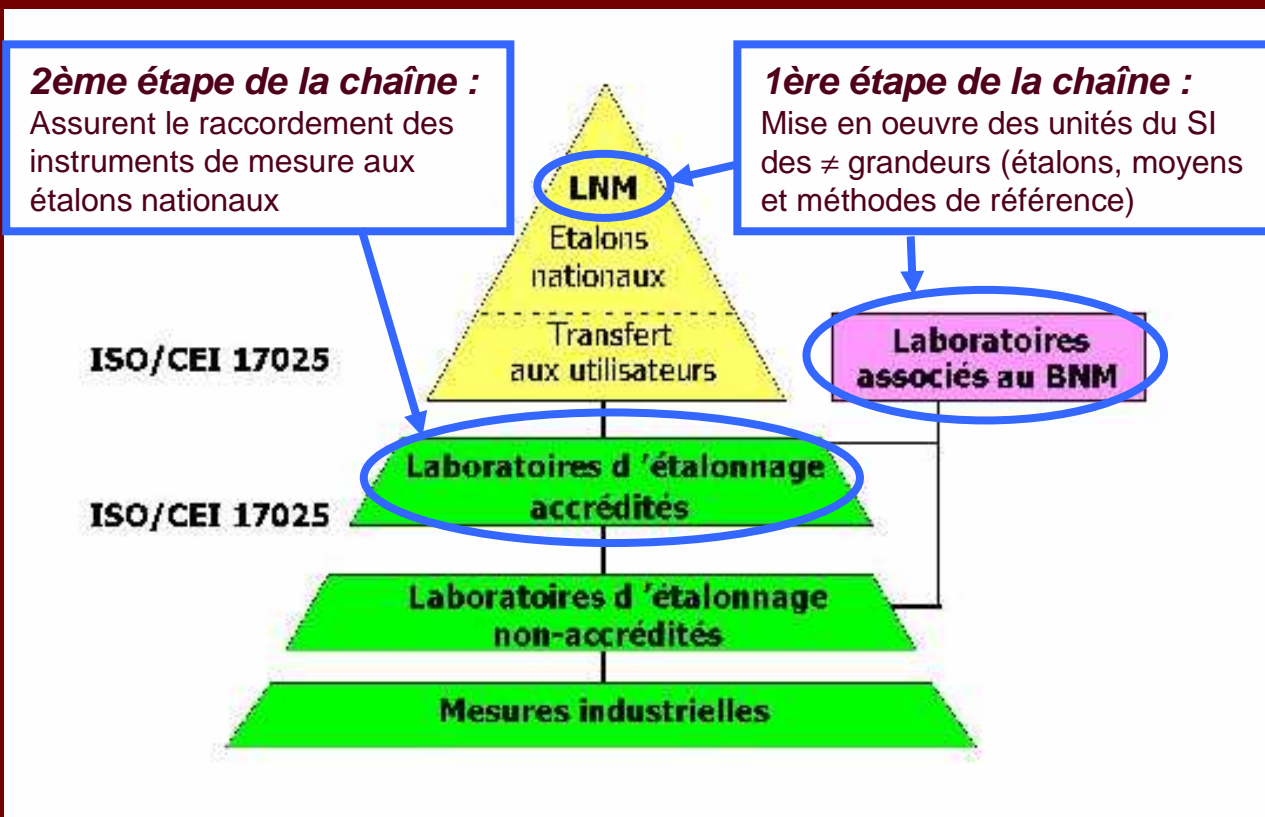 2ème étape de la chaîne :
Assurent le raccordement des
instruments de mesure aux
étalons nationaux
1ère étape de la chaîne :
Mise en oeuvre des unités du SI
des ≠ grandeurs (étalons, moyens
et méthodes de référence)
LNM
Etalons
nationaux
Transfert
aux utilisateurs
ISO/CEI 17025
Laboratoires
associés au BNM
Laboratoires d ’étalonnage
accrédités
ISO/CEI 17025
Laboratoires d ’étalonnage
non-accrédités
Mesures industrielles